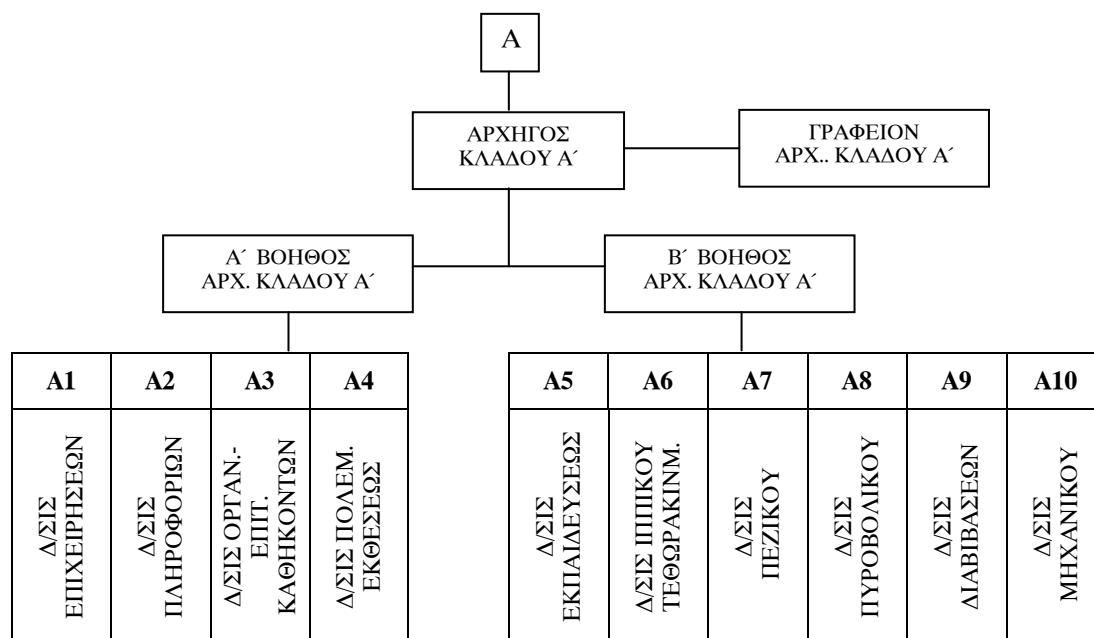 Α
ΑΡΧΗΓΟΣ
ΚΛΑΔΟΥ Α΄
ΓΡΑΦΕΙΟΝ
ΑΡΧ.. ΚΛΑΔΟΥ Α΄
Α΄ ΒΟΗΘΟΣ
ΑΡΧ. ΚΛΑΔΟΥ Α΄
Β΄ ΒΟΗΘΟΣ
ΑΡΧ. ΚΛΑΔΟΥ Α΄
Α1
Α2
Α3
Α4
Α5
Α6
Α7
Α8
Α9
Α10
Δ/ΣΙΣ
ΕΠΙΧΕΙΡΗΣΕΩΝ
Δ/ΣΙΣ
ΠΛΗΡΟΦΟΡΙΩΝ
Δ/ΣΙΣ ΟΡΓΑΝ.-
ΕΠΙΤ.
ΚΑΘΗΚΟΝΤΩΝ
Δ/ΣΙΣ ΠΟΛΕΜ.
ΕΚΘΕΣΕΩΣ
Δ/ΣΙΣ
ΕΚΠΑΙΔΕΥΣΕΩΣ
Δ/ΣΙΣ ΙΠΠΙΚΟΥ
ΤΕΘΩΡΑΚΙΝΜ.
Δ/ΣΙΣ
ΠΕΖΙΚΟΥ
Δ/ΣΙΣ
ΠΥΡΟΒΟΛΙΚΟΥ
Δ/ΣΙΣ
ΔΙΑΒΙΒΑΣΕΩΝ
Δ/ΣΙΣ
ΜΗΧΑΝΙΚΟΥ